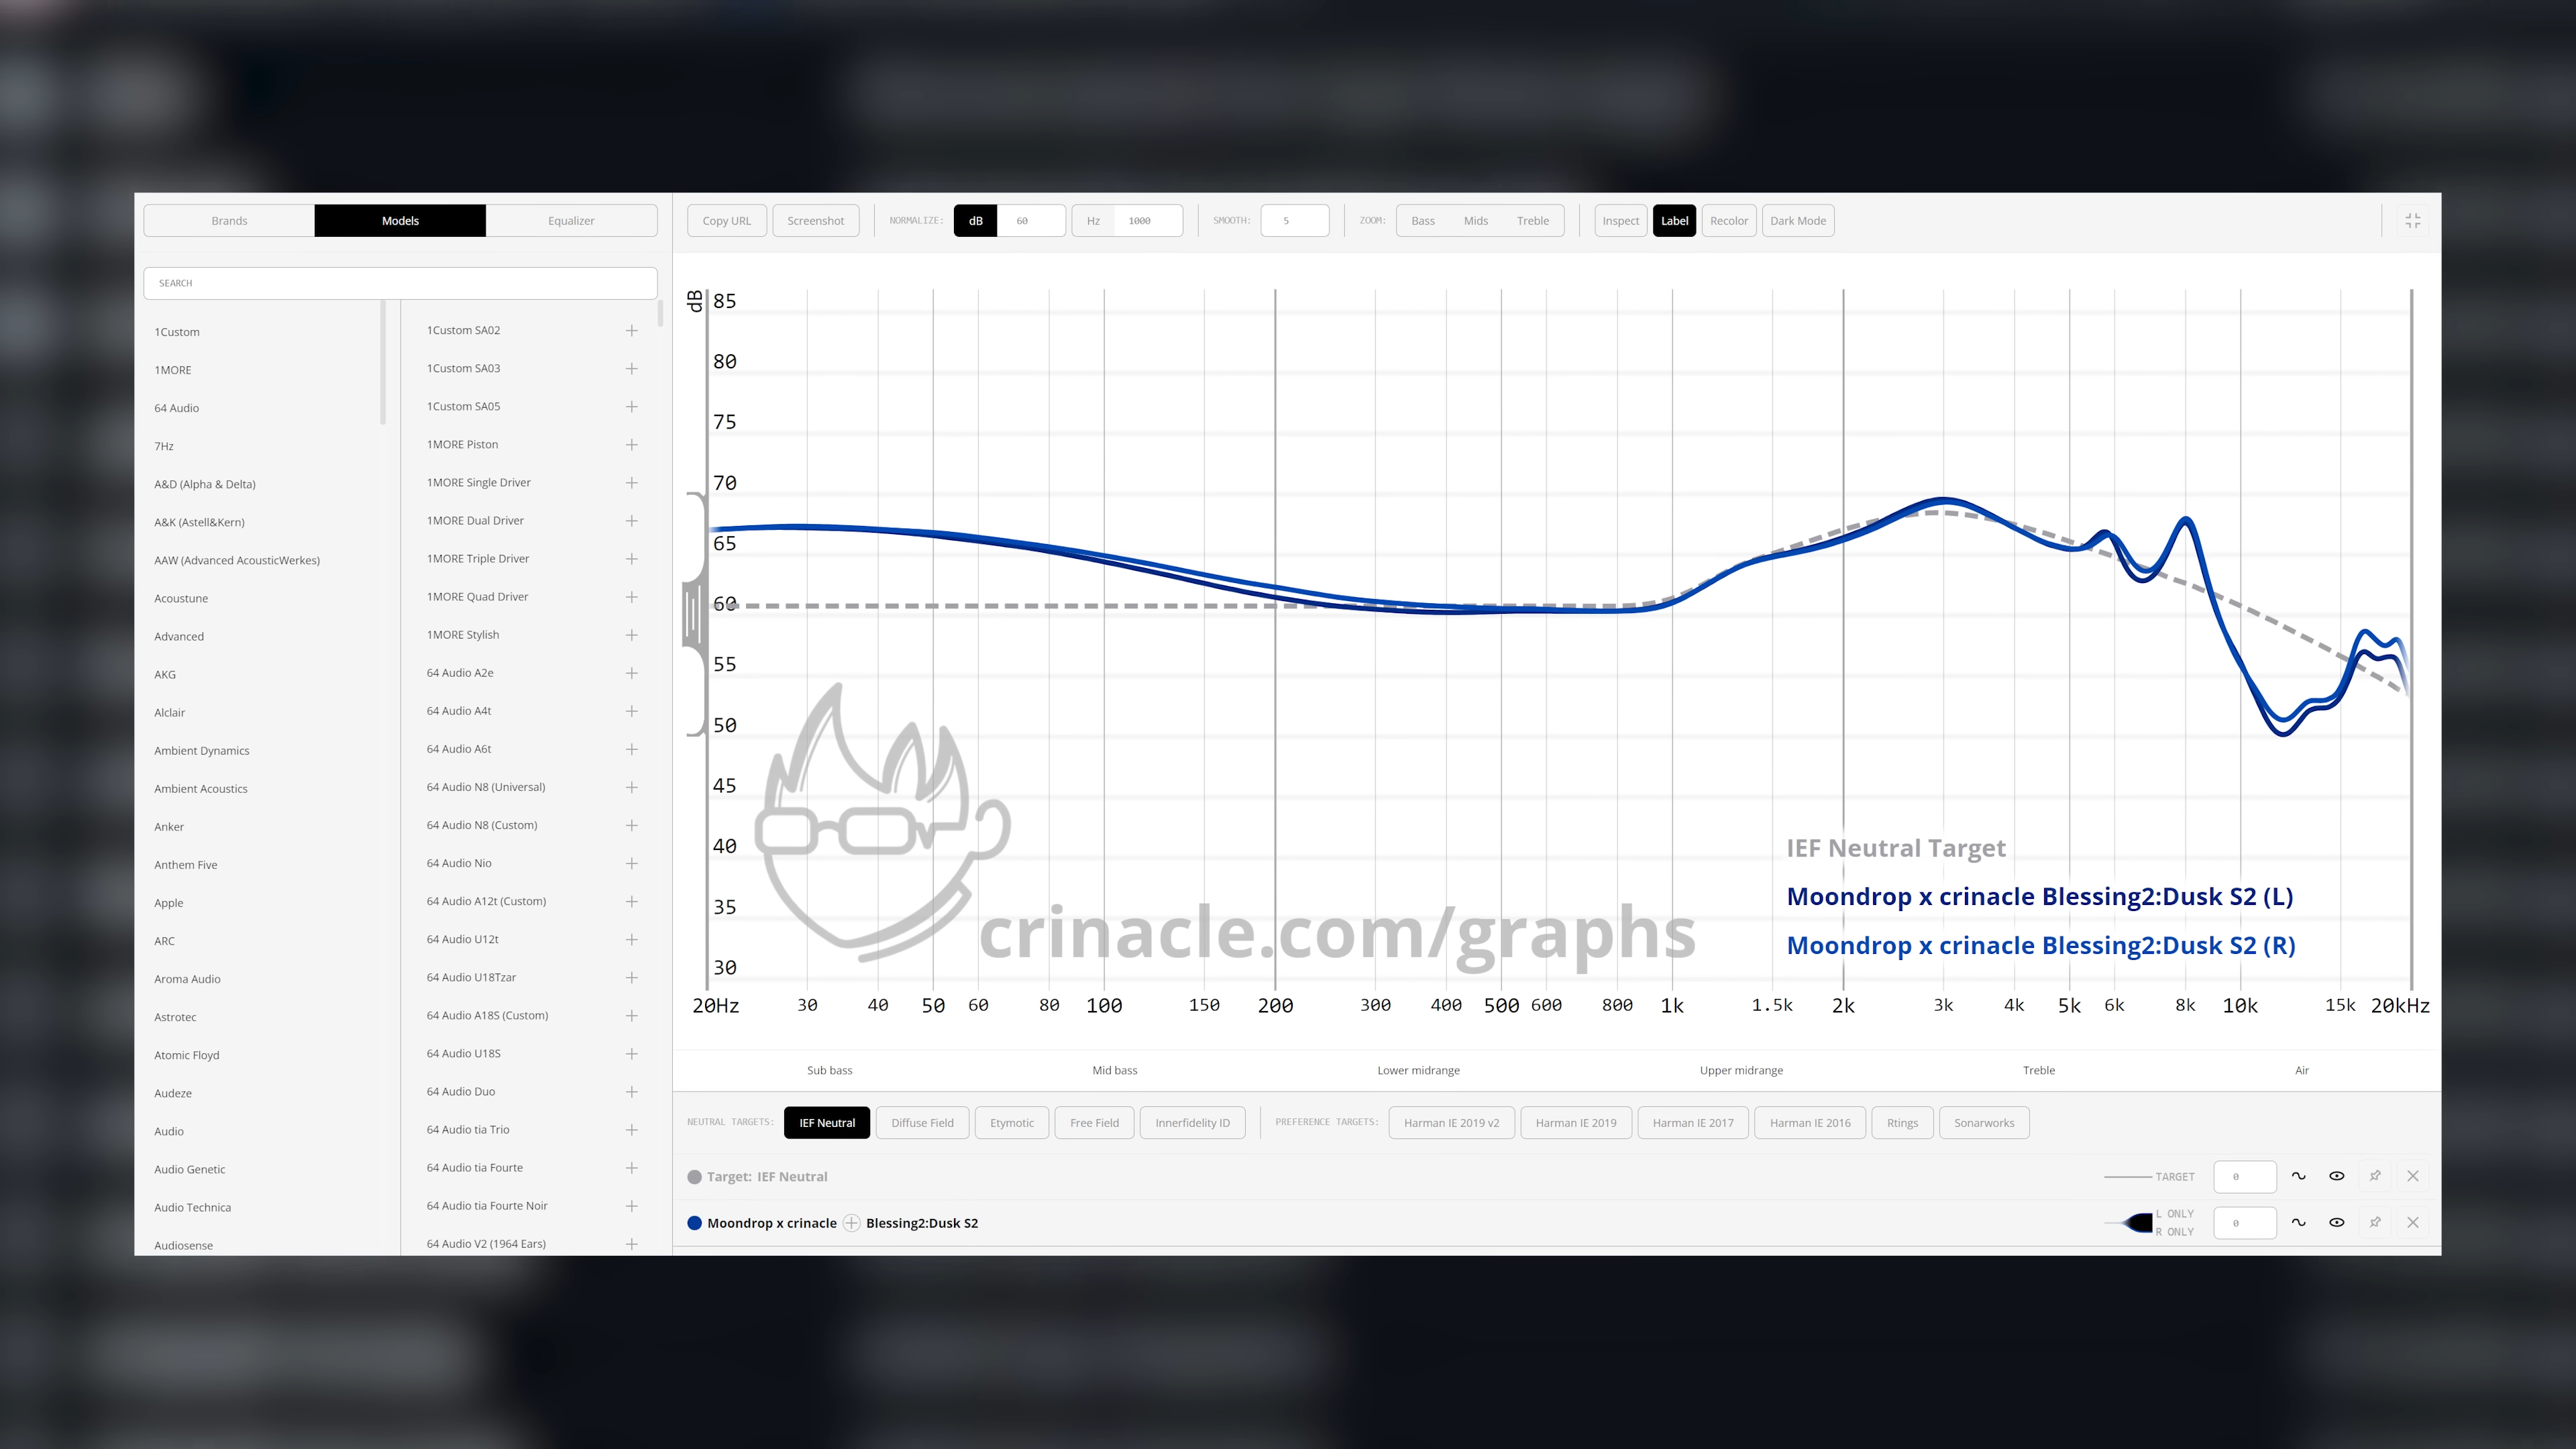 Brands Models Equalizer
Copy URL Screenshot NORMALIZE: dB 60 Hz 1000 SMOOTH: 5 ZOOM: Bass Mids Treble Inspect Label Recolor Dark Mode
SEARCH
1Custom
1MORE
64 Audio
7Hz
A&D (Alpha & Delta)
A&K (Astell&Kern)
AAW (Advanced AcousticWerkes)
Acoustune
Advanced
AKG
Alclair
Ambient Dynamics
Ambient Acoustics
Anker
Anthem Five
Apple
ARC
Aroma Audio
Astrotec
Atomic Floyd
Audeze
Audio
Audio Genetic
Audio Technica
Audiosense
1Custom SA02
1Custom SA03
1Custom SA05
1MORE Piston
1MORE Single Driver
1MORE Dual Driver
1MORE Triple Driver
1MORE Quad Driver
1MORE Stylish
64 Audio A2e
64 Audio A4t
64 Audio A6t
64 Audio N8 (Universal)
64 Audio N8 (Custom)
64 Audio Nio
64 Audio A12t (Custom)
64 Audio U12t
64 Audio U18Tzar
64 Audio A18S (Custom)
64 Audio U18S
64 Audio Duo
64 Audio tia Trio
64 Audio tia Fourte
64 Audio tia Fourte Noir
64 Audio V2 (1964 Ears)
dB
85
80
75
70
65
60
55
50
45
40
35
30
IEF Neutral Target
Moondrop x crinacle Blessing2:Dusk S2 (L)
Moondrop x crinacle Blessing2:Dusk S2 (R)
crinacle.com/graphs
20Hz 30 40 50 60 80 100 150 200 300 400 500 600 800 1k 1.5k 2k 3k 4k 5k 6k 8k 10k 15k 20kHz
Sub bass Mid bass Lower midrange Upper midrange Treble Air
NEUTRAL TARGETS: IEF Neutral Diffuse Field Etymotic Free Field Innerfidelity ID PREFERENCE TARGETS: Harman IE 2019 v2 Harman IE 2019 Harman IE 2017 Harman IE 2016 Rtings Sonarworks
Target: IEF Neutral TARGET 0
Moondrop x crinacle Blessing2:Dusk S2 L ONLY R ONLY 0